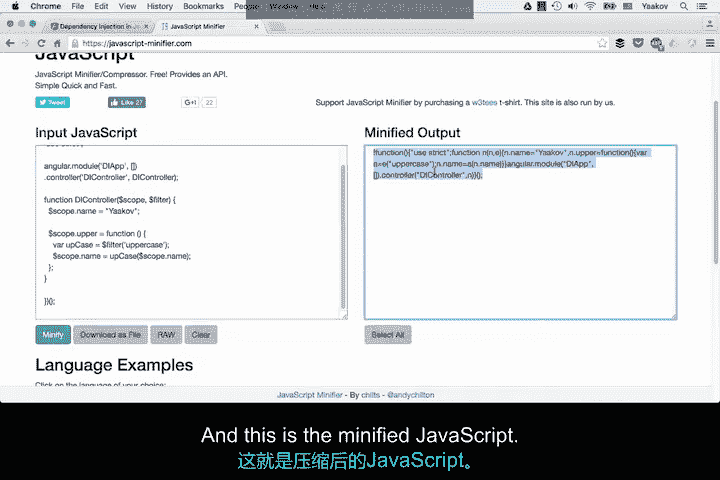 Chrome File Edit View History Bookmarks People Window Help Yaakov
Dependency Injection in JavaScript Minifier
https://javascript-minifier.com
JavaScript
JavaScript Minifier/Compressor. Free! Provides an API.
Simple Quick and Fast.
Tweet Like 27 G+1 22 Support JavaScript Minifier by purchasing a w3tees t-shirt. This site is also run by us.
Input JavaScript Minified Output
angular.module('DIApp', [])
.controller('DIController', DIController);
function DIController($scope, $filter) {
$scope.name = "Yaakov";
$scope.upper = function () {
var upCase = $filter('uppercase');
$scope.name = upCase($scope.name);
};
}
})();
!function(){"use strict";function n(n,e){n.name="Yaakov",n.upper=function(){var
a=e("uppercase");n.name=a(n.name)}}angular.module("DIApp",
[]).controller("DIController",n)}();
Minify Download as File RAW Clear Select All
Language Examples
Click on the language of your choice:
JavaScript Minifier - By chilts - @andychilton
And this is the minified JavaScript.
这就是压缩后的JavaScript。